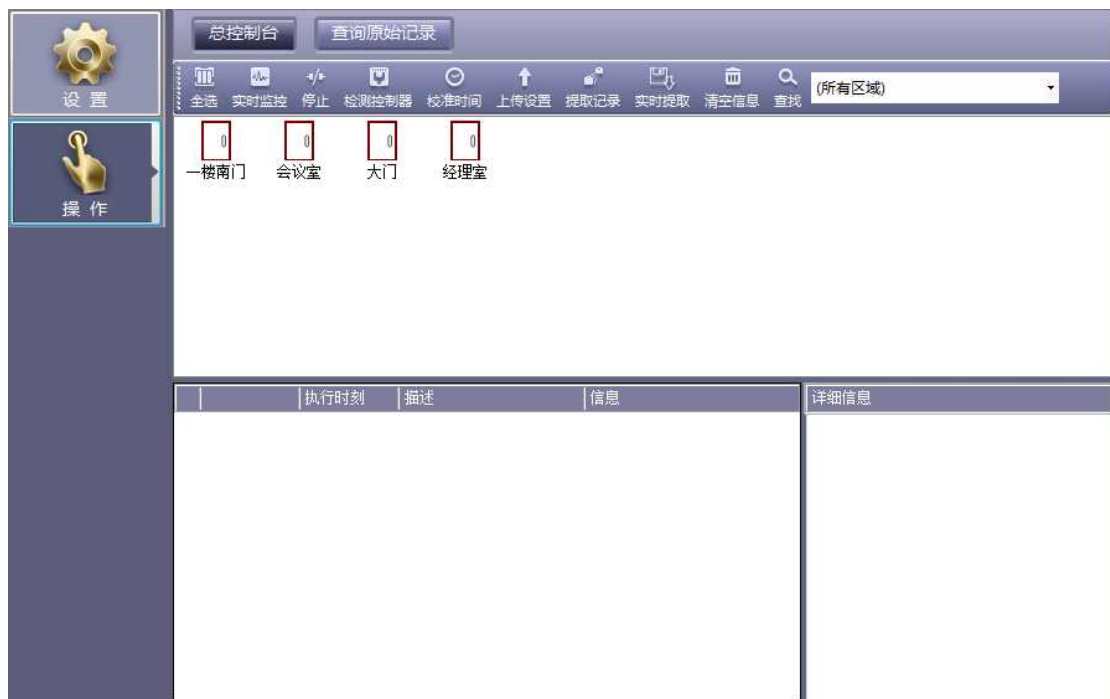 设置
操作
总控制台 查询原始记录
全选 实时监控 停止 检测控制器 校准时间 上传设置 提取记录 实时提取 清空信息 查找 (所有区域)
一楼南门 会议室 大门 经理室
执行时刻 描述 信息 详细信息